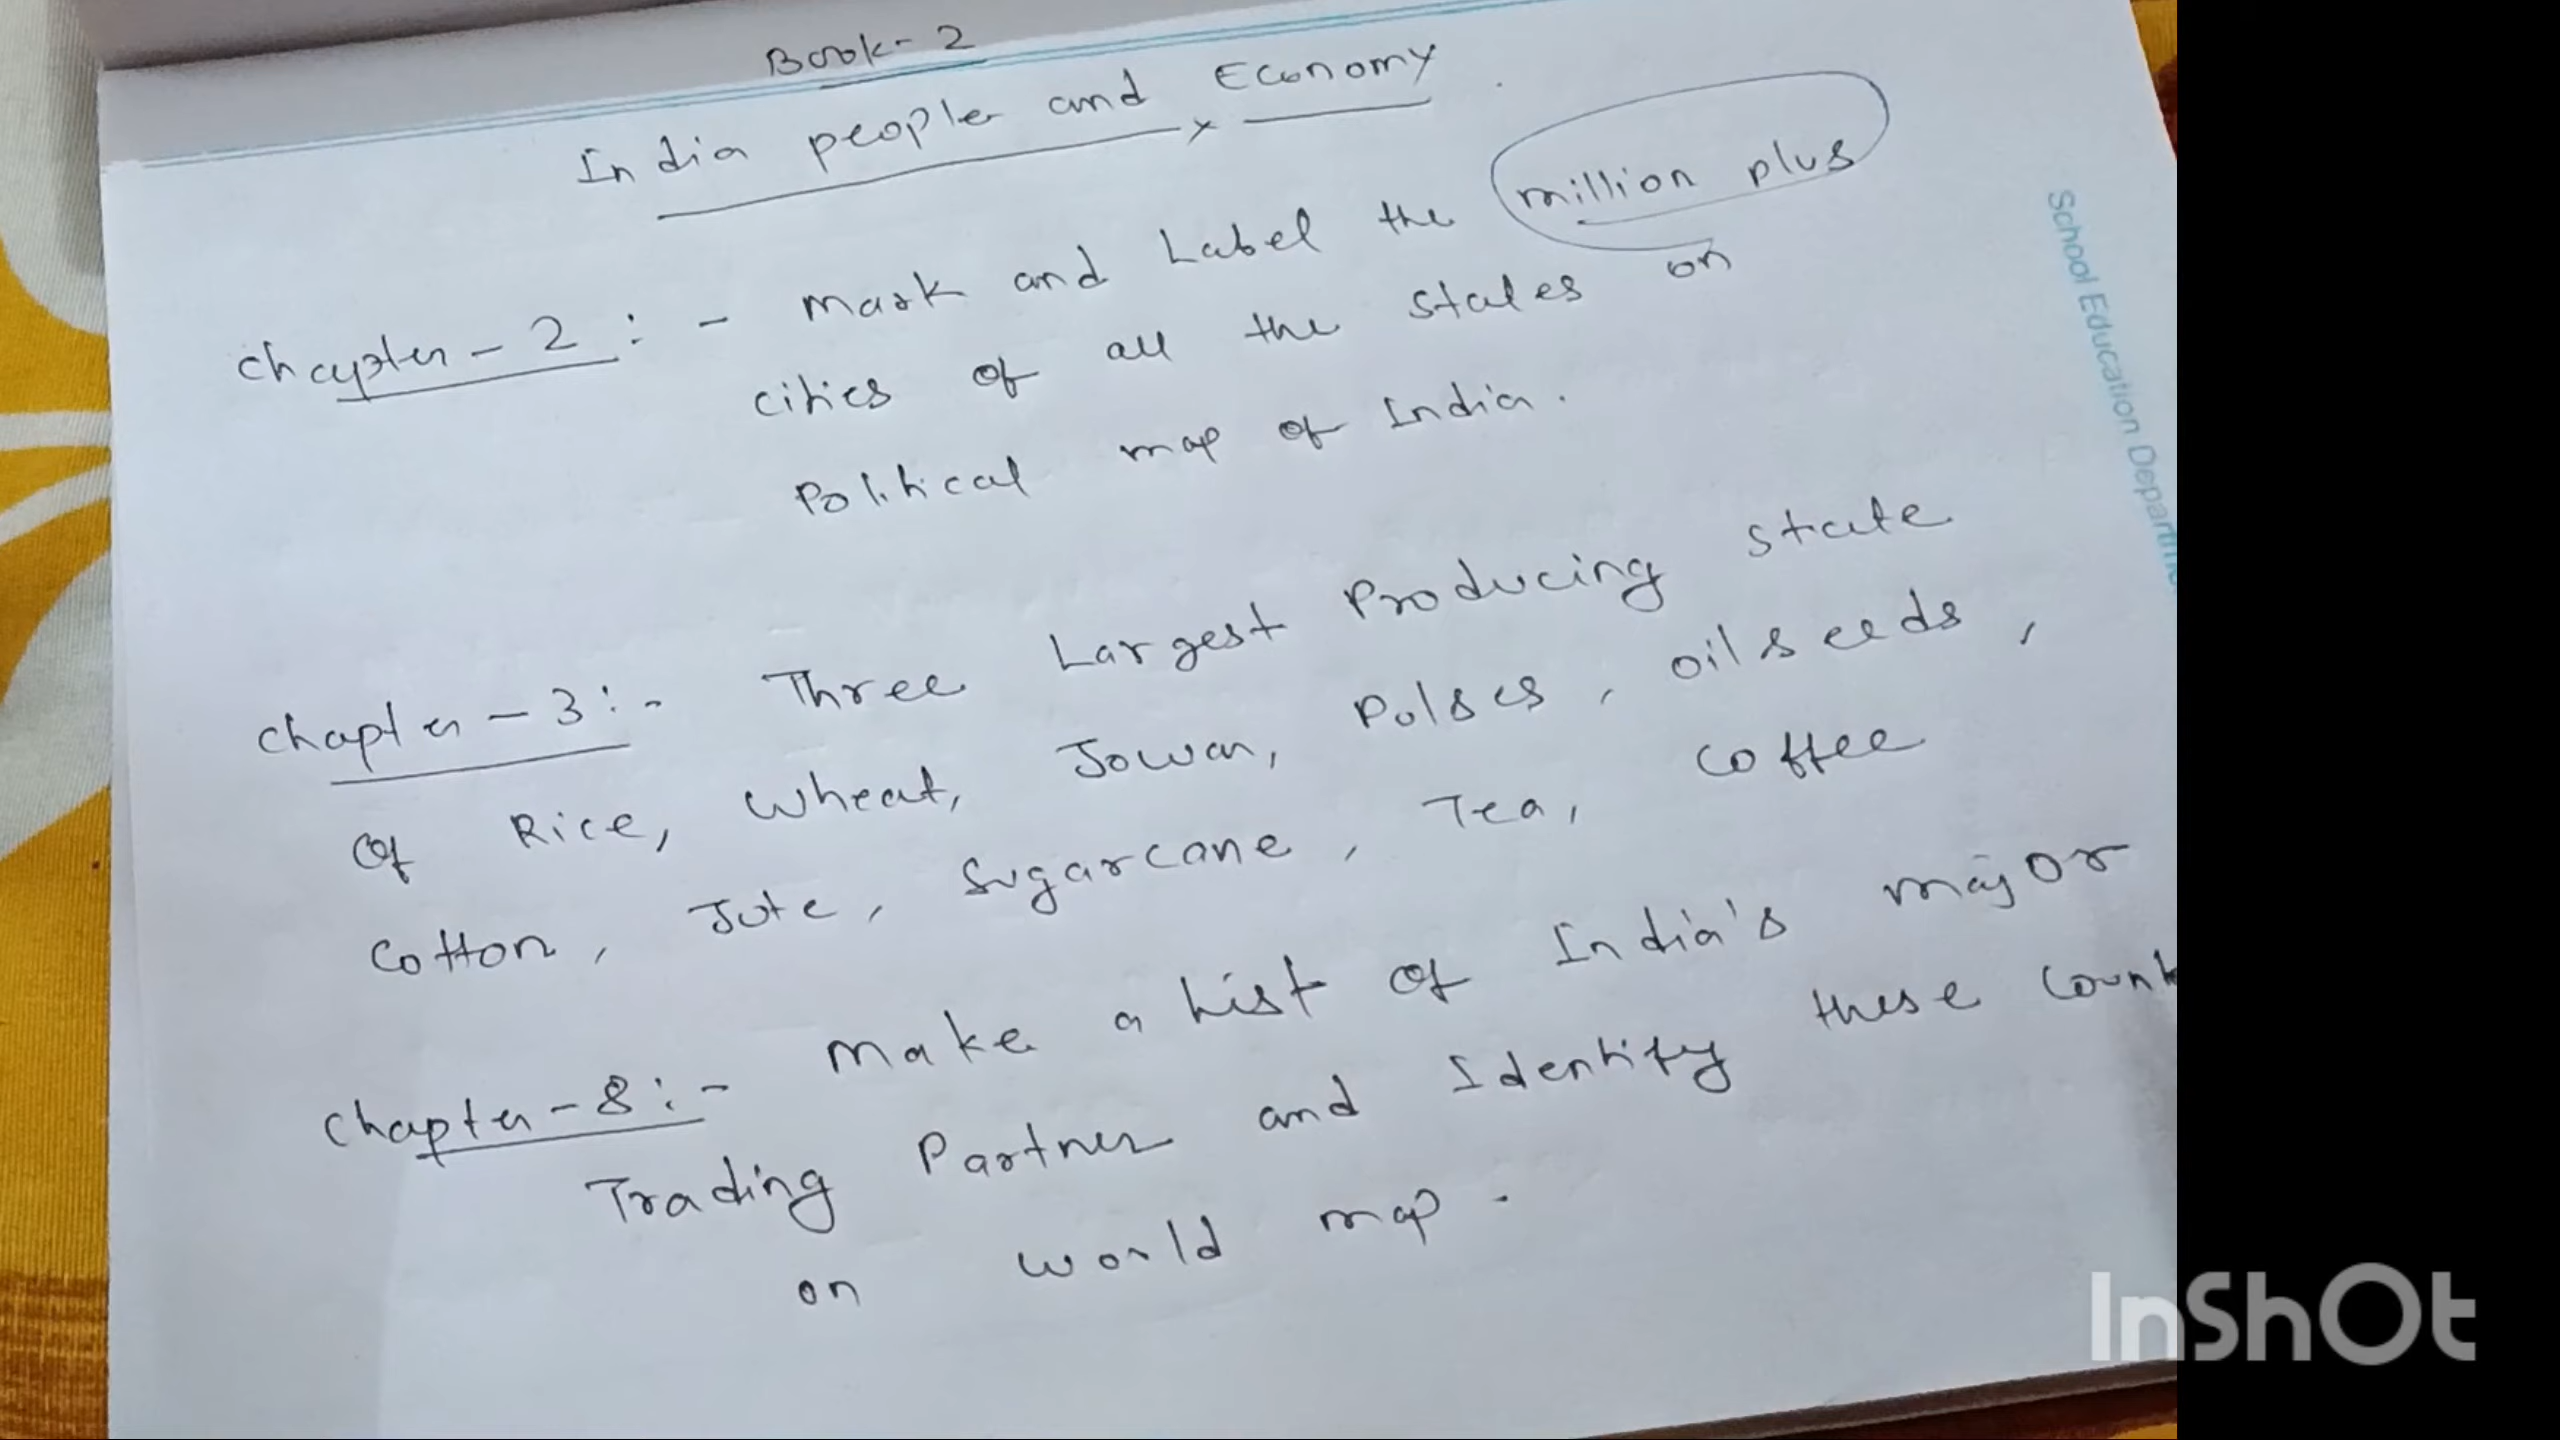 Book-2
India people and Economy
Chapter-2:- Mark and Label the million plus
cities of all the states on
Political map of India.
Chapter-3:- Three Largest Producing state
of Rice, Wheat, Jowar, Pulses, oilseeds,
Cotton, Jute, Sugarcane, Tea, Coffee
Chapter-8:- Make a List of India's major
Trading Partner and Identify these
on world map.
School Education
InShOt